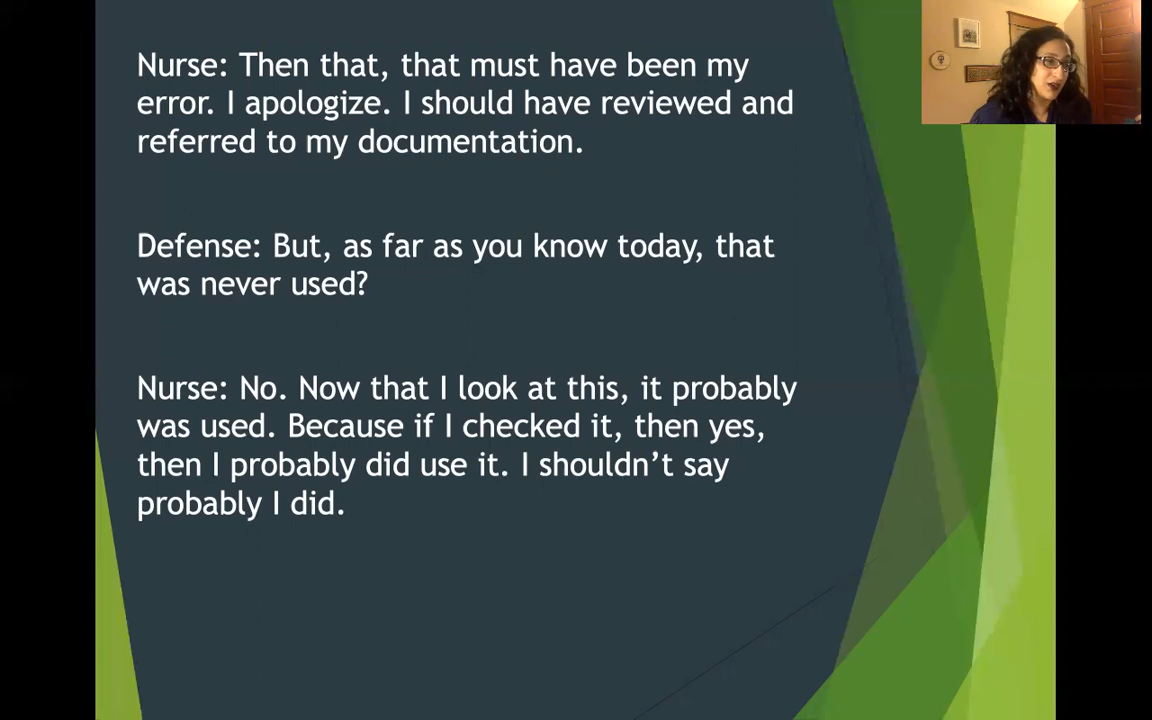 Nurse: Then that, that must have been my
error. I apologize. I should have reviewed and
referred to my documentation.
Defense: But, as far as you know today, that
was never used?
Nurse: No. Now that I look at this, it probably
was used. Because if I checked it, then yes,
then I probably did use it. I shouldn’t say
probably I did.